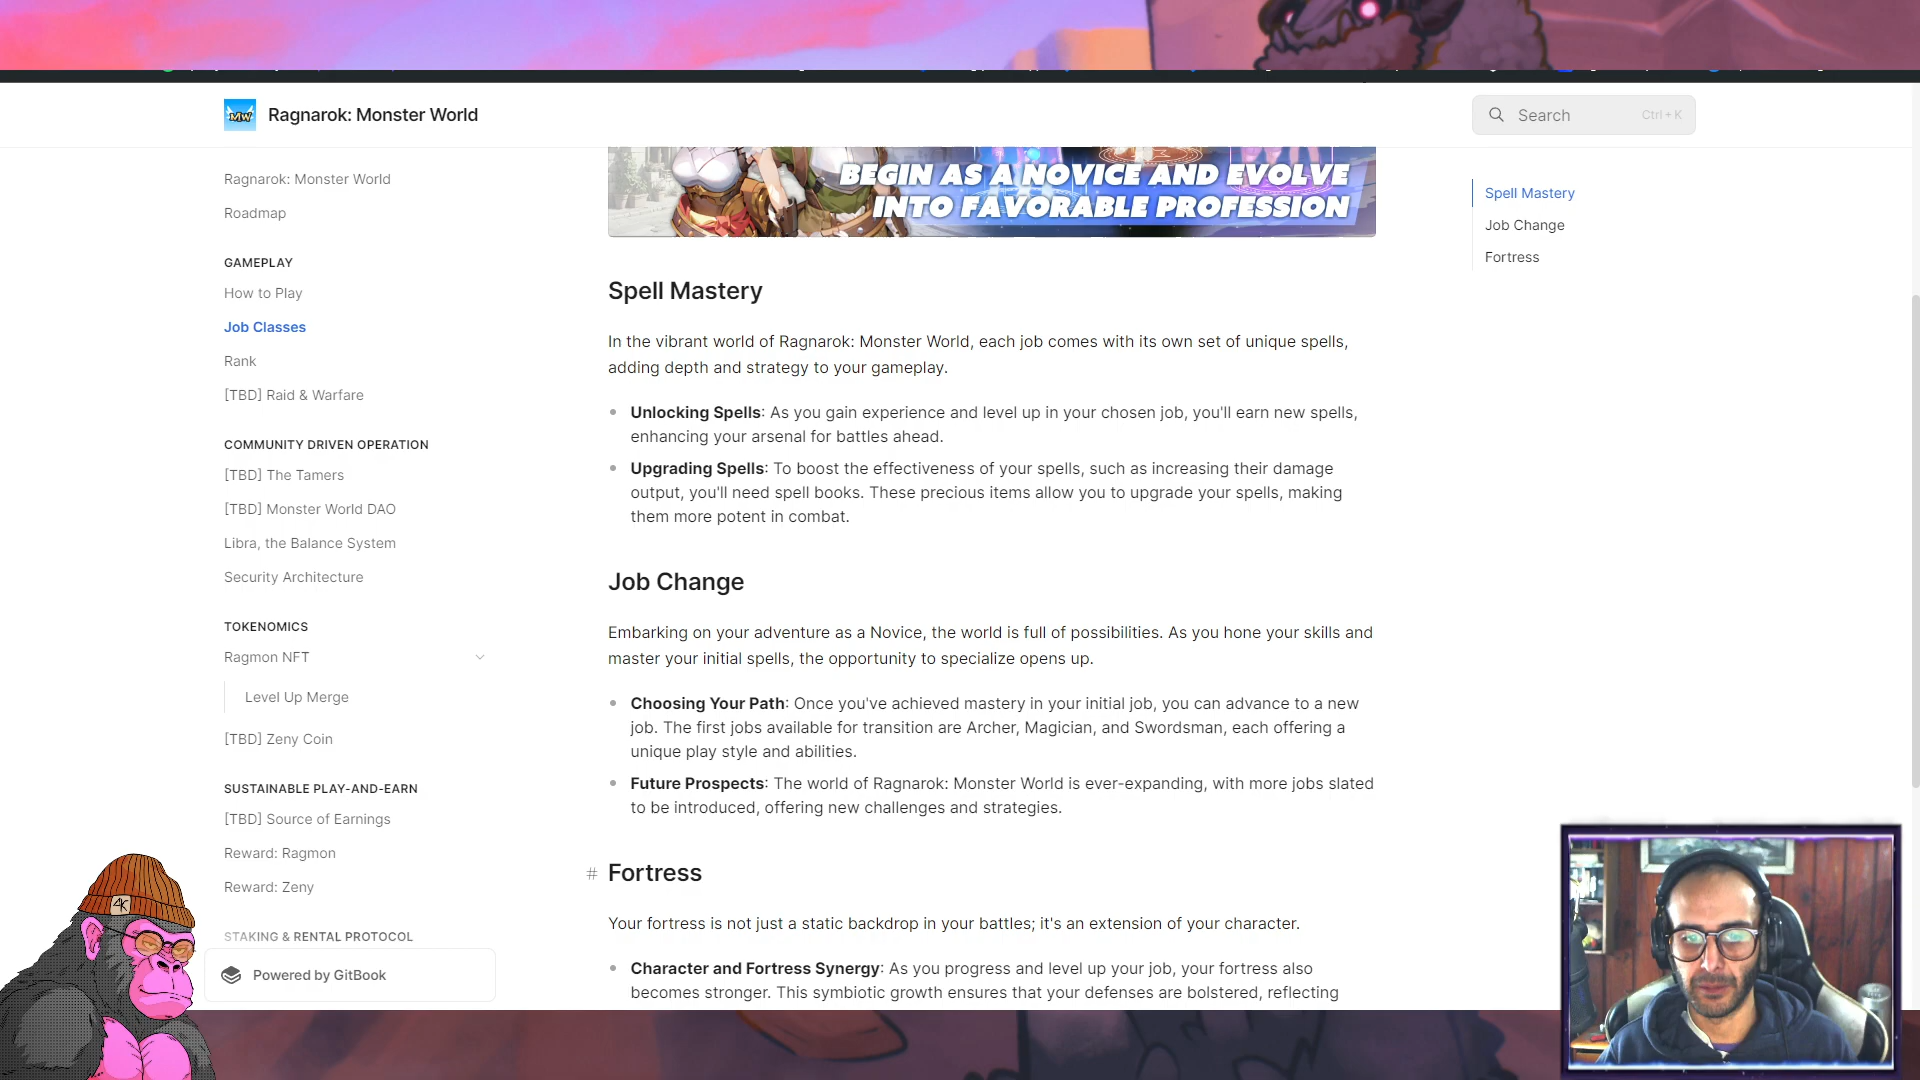 MW
Ragnarok: Monster World
Search
Ctrl + K
Ragnarok: Monster World
Roadmap
GAMEPLAY
How to Play
Job Classes
Rank
[TBD] Raid & Warfare
COMMUNITY DRIVEN OPERATION
[TBD] The Tamers
[TBD] Monster World DAO
Libra, the Balance System
Security Architecture
TOKENOMICS
Ragmon NFT
Level Up Merge
[TBD] Zeny Coin
SUSTAINABLE PLAY-AND-EARN
[TBD] Source of Earnings
Reward: Ragmon
Reward: Zeny
STAKING & RENTAL PROTOCOL
Powered by GitBook
4K
BEGIN AS A NOVICE AND EVOLVE
INTO FAVORABLE PROFESSION
Spell Mastery
In the vibrant world of Ragnarok: Monster World, each job comes with its own set of unique spells,
adding depth and strategy to your gameplay.
Unlocking Spells: As you gain experience and level up in your chosen job, you'll earn new spells,
enhancing your arsenal for battles ahead.
Upgrading Spells: To boost the effectiveness of your spells, such as increasing their damage
output, you'll need spell books. These precious items allow you to upgrade your spells, making
them more potent in combat.
Job Change
Embarking on your adventure as a Novice, the world is full of possibilities. As you hone your skills and
master your initial spells, the opportunity to specialize opens up.
Choosing Your Path: Once you've achieved mastery in your initial job, you can advance to a new
job. The first jobs available for transition are Archer, Magician, and Swordsman, each offering a
unique play style and abilities.
Future Prospects: The world of Ragnarok: Monster World is ever-expanding, with more jobs slated
to be introduced, offering new challenges and strategies.
# Fortress
Your fortress is not just a static backdrop in your battles; it's an extension of your character.
Character and Fortress Synergy: As you progress and level up your job, your fortress also
becomes stronger. This symbiotic growth ensures that your defenses are bolstered, reflecting
Spell Mastery
Job Change
Fortress